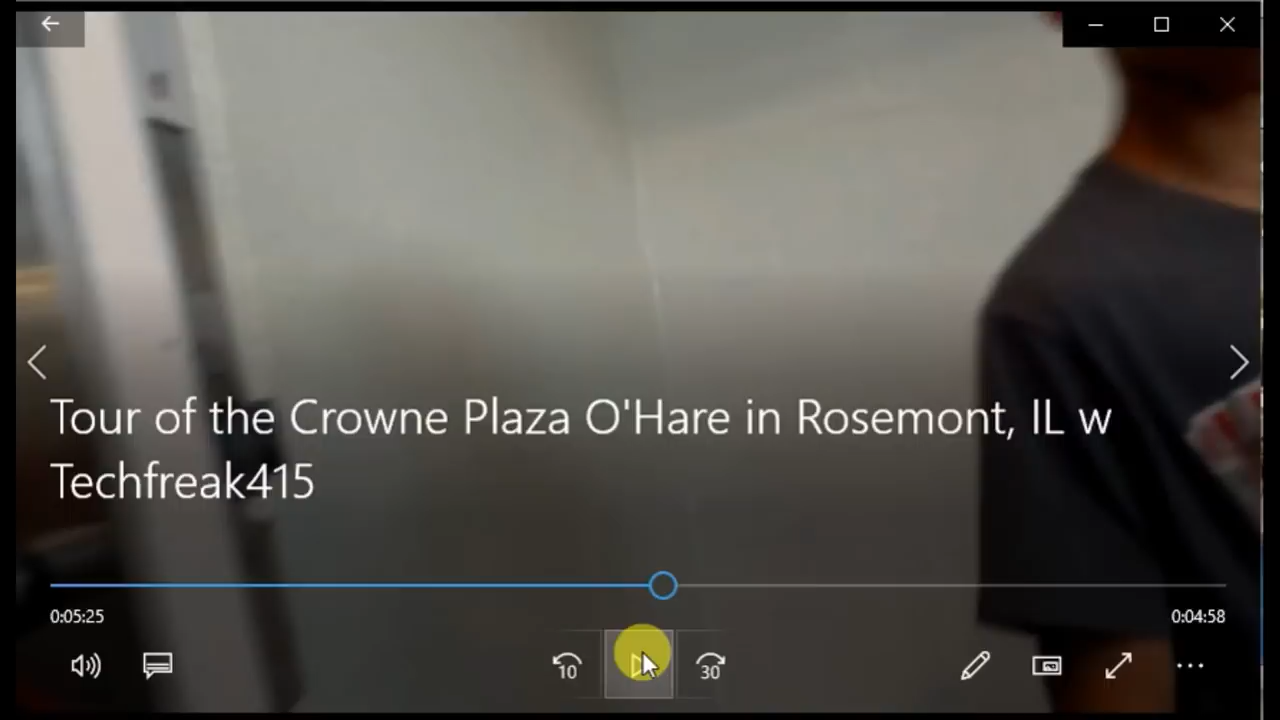 Tour of the Crowne Plaza O'Hare in Rosemont, IL w
Techfreak415
0:05:25
0:04:58
10
30